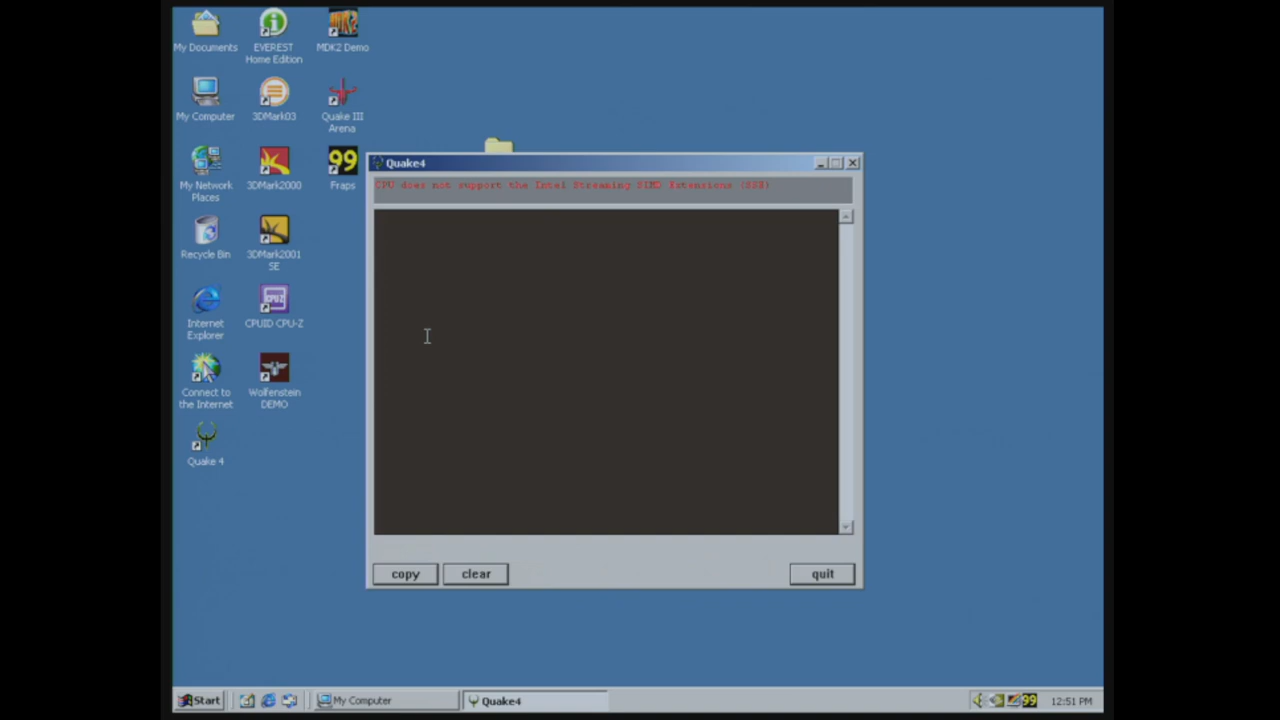 My Documents
EVEREST
Home Edition
MDK2 Demo
My Computer
3DMark03
Quake III
Arena
My Network
Places
3DMark2000
99
Fraps
Recycle Bin
3DMark2001
SE
Internet
Explorer
CPUID CPU-Z
Connect to
the Internet
Wolfenstein
DEMO
Quake 4
Quake4
CPU does not support the Intel Streaming SIMD Extensions (SSE)
copy
clear
quit
Start
My Computer
Quake4
99
12:51 PM